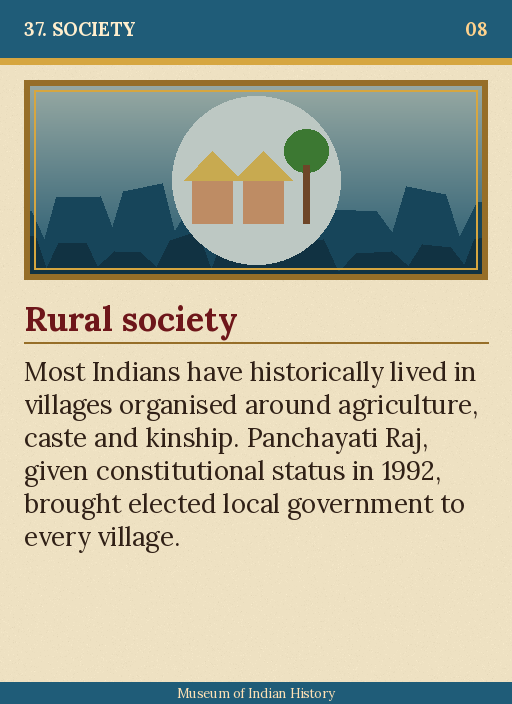 37. SOCIETY
08
Rural society
Most Indians have historically lived in
villages organised around agriculture,
caste and kinship. Panchayati Raj,
given constitutional status in 1992,
brought elected local government to
every village.
Museum of Indian History